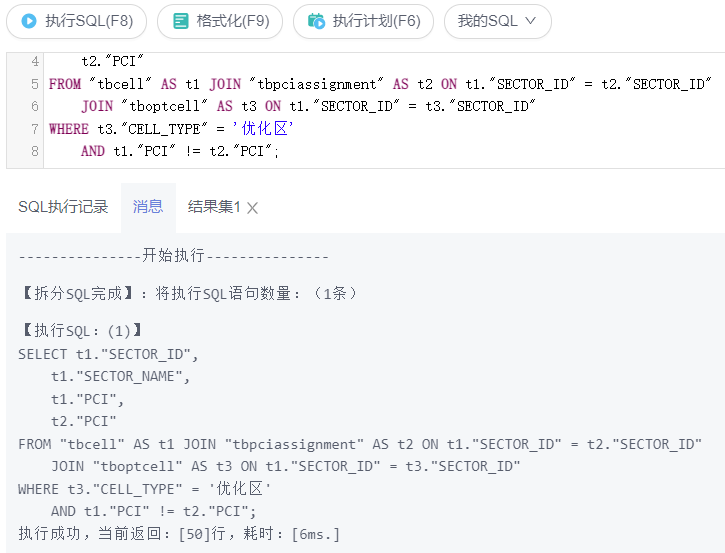 执行SQL(F8) 格式化(F9) 执行计划(F6) 我的SQL
4 t2."PCI"
5 FROM "tbcell" AS t1 JOIN "tbpciassignment" AS t2 ON t1."SECTOR_ID" = t2."SECTOR_ID"
6 JOIN "tboptcell" AS t3 ON t1."SECTOR_ID" = t3."SECTOR_ID"
7 WHERE t3."CELL_TYPE" = '优化区'
8 AND t1."PCI" != t2."PCI";
SQL执行记录 消息 结果集1
---------------开始执行---------------
【拆分SQL完成】：将执行SQL语句数量：（1条）
【执行SQL：(1)】
SELECT t1."SECTOR_ID",
t1."SECTOR_NAME",
t1."PCI",
t2."PCI"
FROM "tbcell" AS t1 JOIN "tbpciassignment" AS t2 ON t1."SECTOR_ID" = t2."SECTOR_ID"
JOIN "tboptcell" AS t3 ON t1."SECTOR_ID" = t3."SECTOR_ID"
WHERE t3."CELL_TYPE" = '优化区'
AND t1."PCI" != t2."PCI";
执行成功，当前返回：[50]行，耗时：[6ms.]